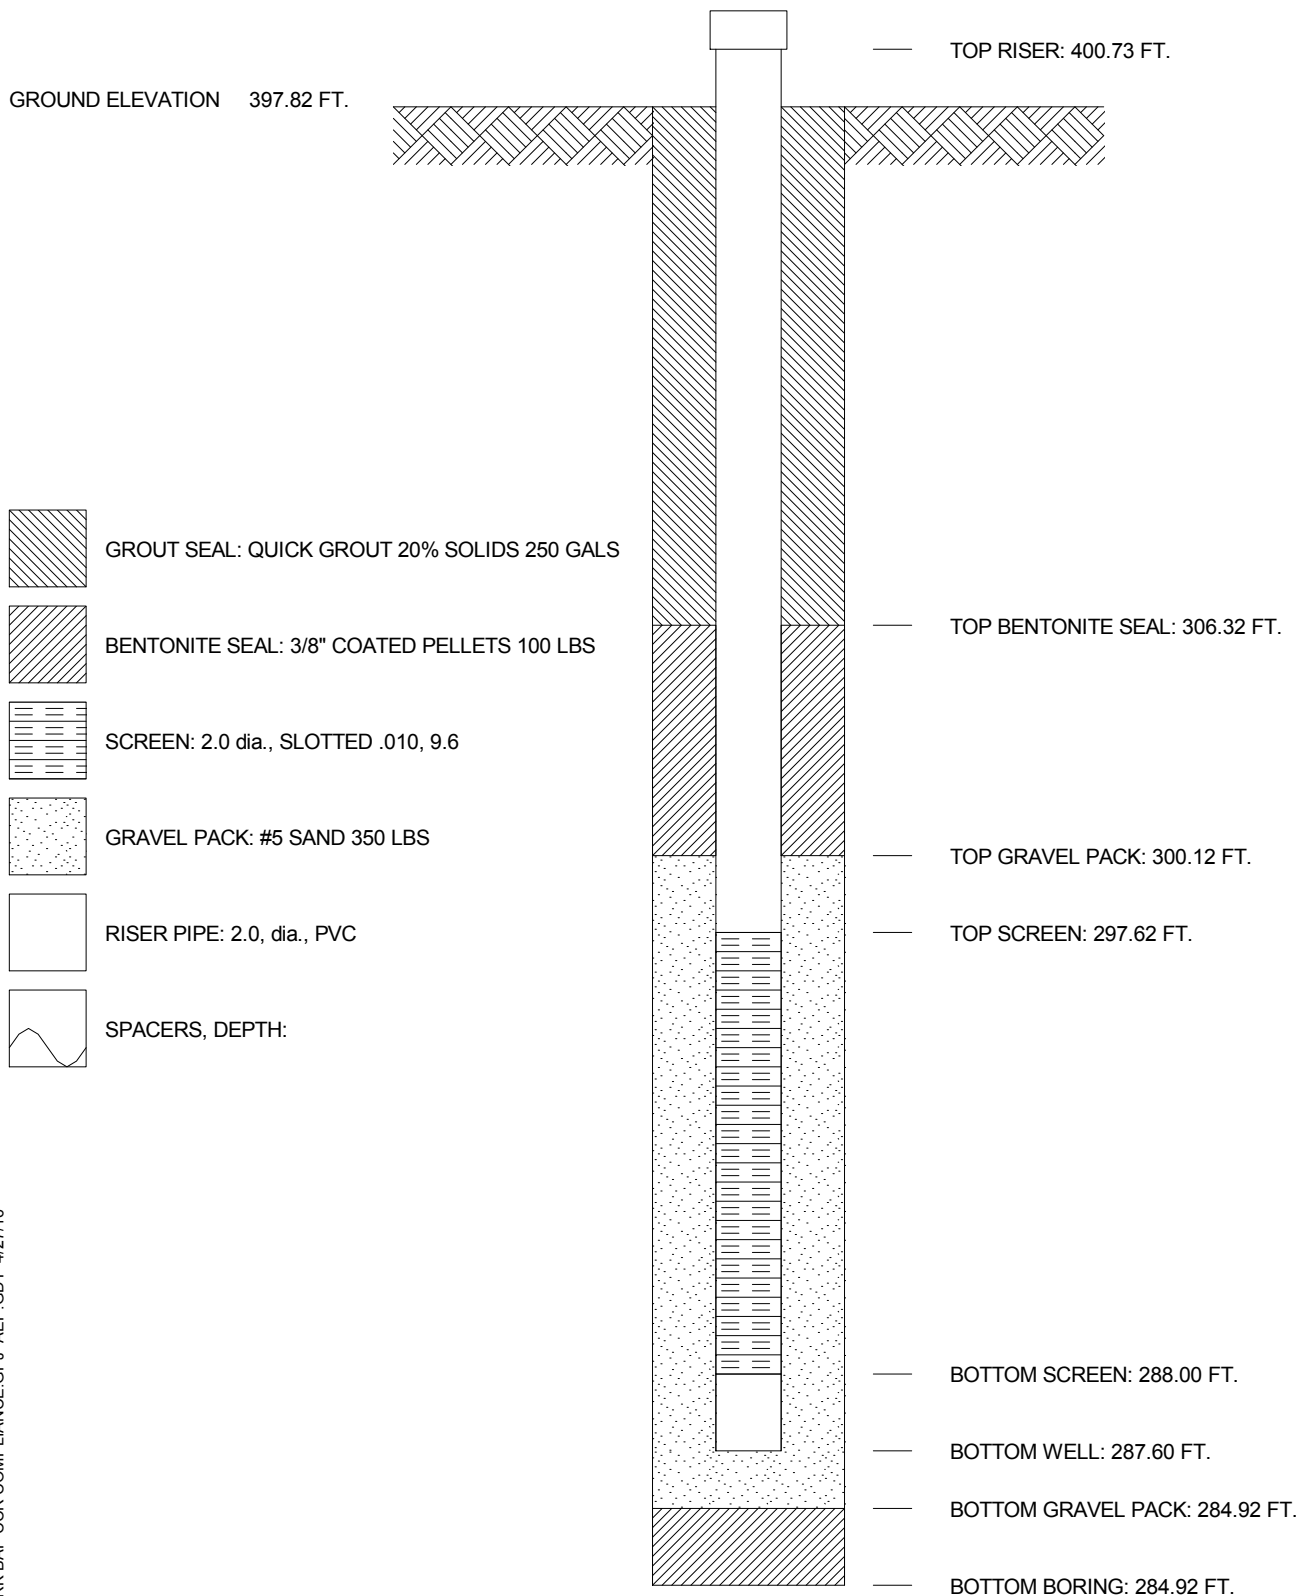 TOP RISER: 400.73 FT.
GROUND ELEVATION 397.82 FT.
GROUT SEAL: QUICK GROUT 20% SOLIDS 250 GALS
BENTONITE SEAL: 3/8" COATED PELLETS 100 LBS
TOP BENTONITE SEAL: 306.32 FT.
SCREEN: 2.0 dia., SLOTTED .010, 9.6
GRAVEL PACK: #5 SAND 350 LBS
TOP GRAVEL PACK: 300.12 FT.
RISER PIPE: 2.0, dia., PVC
TOP SCREEN: 297.62 FT.
SPACERS, DEPTH:
BOTTOM SCREEN: 288.00 FT.
BOTTOM WELL: 287.60 FT.
BOTTOM GRAVEL PACK: 284.92 FT.
BOTTOM BORING: 284.92 FT.